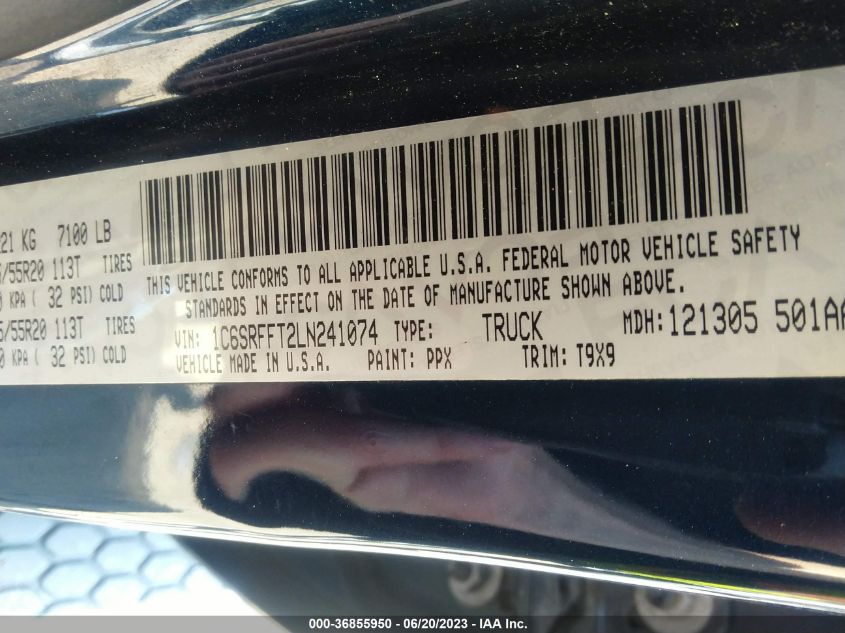 21 KG 7100 LB
/55R20 113T TIRES
KPA ( 32 PSI) COLD
/55R20 113T TIRES
0 KPA ( 32 PSI) COLD
THIS VEHICLE CONFORMS TO ALL APPLICABLE U.S.A. FEDERAL MOTOR VEHICLE SAFETY
STANDARDS IN EFFECT ON THE DATE OF MANUFACTURE SHOWN ABOVE.
VIN: 1C6SRFFT2LN241074 TYPE: TRUCK MDH: 121305 501AA
VEHICLE MADE IN U.S.A. PAINT: PPX TRIM: T9X9
000-36855950 - 06/20/2023 - IAA Inc.